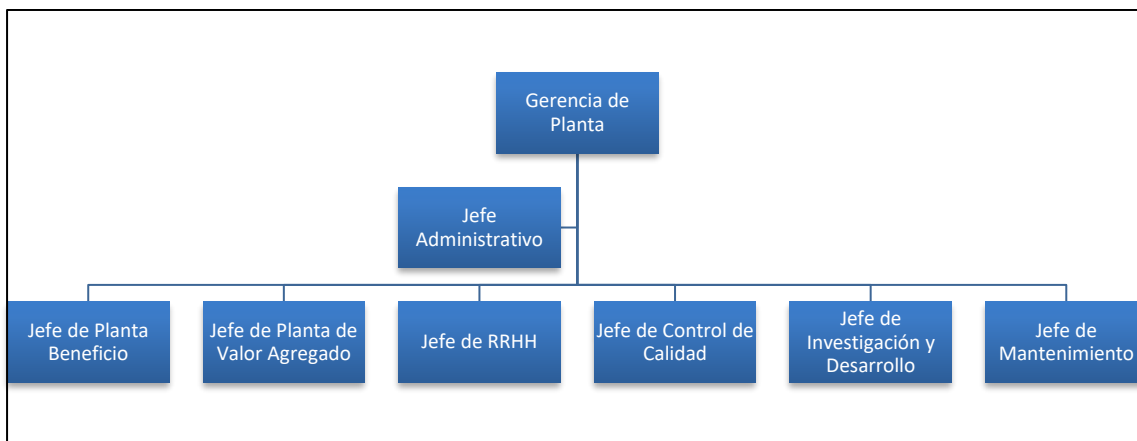 Gerencia de
Planta
Jefe
Administrativo
Jefe de Planta
Beneficio
Jefe de Planta de
Valor Agregado
Jefe de RRHH
Jefe de Control de
Calidad
Jefe de
Investigación y
Desarrollo
Jefe de
Mantenimiento